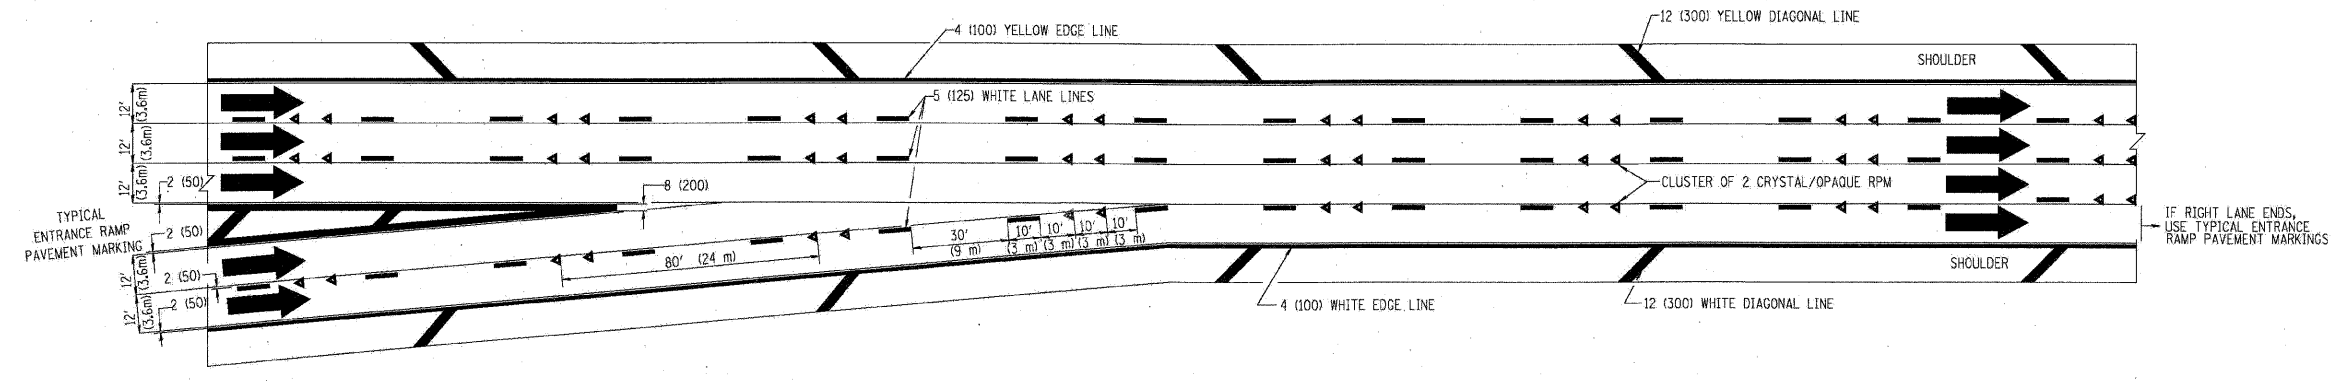 12 (300) YELLOW DIAGONAL LINE
4 (100) YELLOW EDGE LINE
SHOULDER
12'
(3.6m)
5 (125) WHITE LANE LINES
12'
(3.6m)
12'
(3.6m)
2 (50)
8 (200)
CLUSTER OF 2 CRYSTAL/OPAQUE RPM
TYPICAL
ENTRANCE RAMP
PAVEMENT MARKING
2 (50)
30'
(9 m)
10'
(3 m)
10'
(3 m)
10'
(3 m)
10'
(3 m)
IF RIGHT LANE ENDS,
USE TYPICAL ENTRANCE
RAMP PAVEMENT MARKINGS
80' (24 m)
SHOULDER
12'
(3.6m)
2 (50)
12'
(3.6m)
2 (50)
4 (100) WHITE EDGE LINE
12 (300) WHITE DIAGONAL LINE